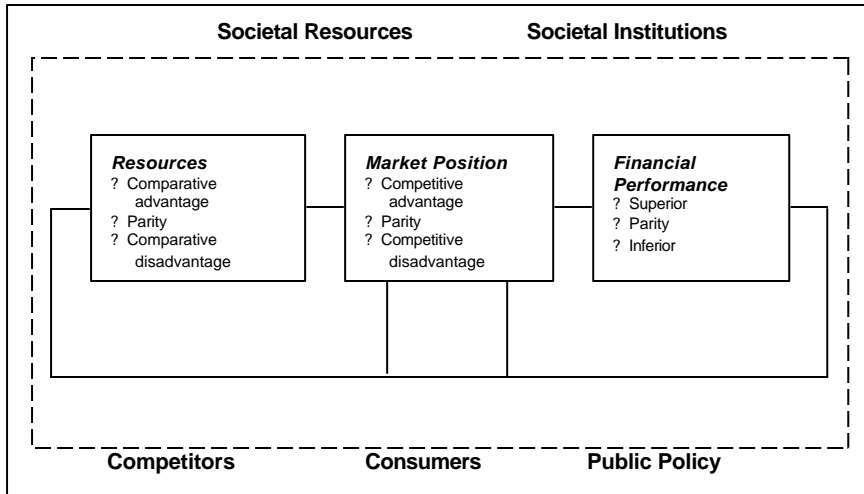 Societal Resources Societal Institutions
Resources
? Comparative
advantage
? Parity
? Comparative
disadvantage
Market Position
? Competitive
advantage
? Parity
? Competitive
disadvantage
Financial
Performance
? Superior
? Parity
? Inferior
Competitors Consumers Public Policy